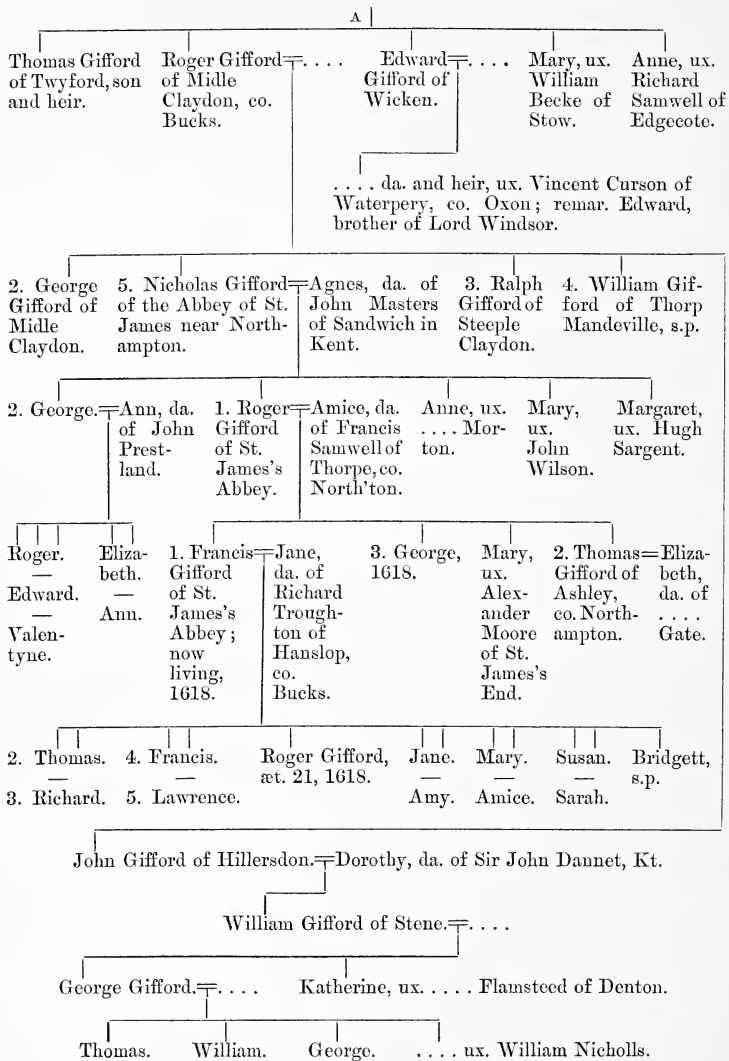 A
Thomas Gifford
of Twyford, son
and heir.
Roger Gifford=. . . .
of Midle
Claydon, co.
Bucks.
Edward=. . . .
Gifford of
Wicken.
Mary, ux.
William
Becke of
Stow.
Anne, ux.
Richard
Samwell of
Edgecote.
. . . . da. and heir, ux. Vincent Curson of
Waterpery, co. Oxon; remar. Edward,
brother of Lord Windsor.
2. George
Gifford of
Midle
Claydon.
5. Nicholas Gifford=
of the Abbey of St.
James near North-
ampton.
Agnes, da. of
John Masters
of Sandwich in
Kent.
3. Ralph
Gifford of
Steeple
Claydon.
4. William Gif-
ford of Thorp
Mandeville, s.p.
2. George.=
Ann, da.
of John
Prest-
land.
1. Roger=
Gifford
of St.
James's
Abbey.
Amice, da.
of Francis
Samwell of
Thorpe, co.
North'ton.
Anne, ux.
. . . . Mor-
ton.
Mary,
ux.
John
Wilson.
Margaret,
ux. Hugh
Sargent.
Roger.
—
Edward.
—
Valen-
tyne.
Eliza-
beth.
—
Ann.
1. Francis=
Gifford
of St.
James's
Abbey;
now
living,
1618.
Jane,
da. of
Richard
Trough-
ton of
Hanslop,
co.
Bucks.
3. George,
1618.
Mary,
ux.
Alex-
ander
Moore
of St.
James's
End.
2. Thomas=
Gifford of
Ashley,
co. North-
ampton.
Eliza-
beth,
da. of
. . . .
Gate.
2. Thomas.
—
3. Richard.
4. Francis.
—
5. Lawrence.
Roger Gifford,
æt. 21, 1618.
Jane.
—
Amy.
Mary.
—
Amice.
Susan.
—
Sarah.
Bridgett,
s.p.
John Gifford of Hillersdon.=Dorothy, da. of Sir John Dannet, Kt.
William Gifford of Stene.=. . . .
George Gifford.=. . . .
Katherine, ux. . . . . Flamsteed of Denton.
Thomas.
William.
George.
. . . . ux. William Nicholls.